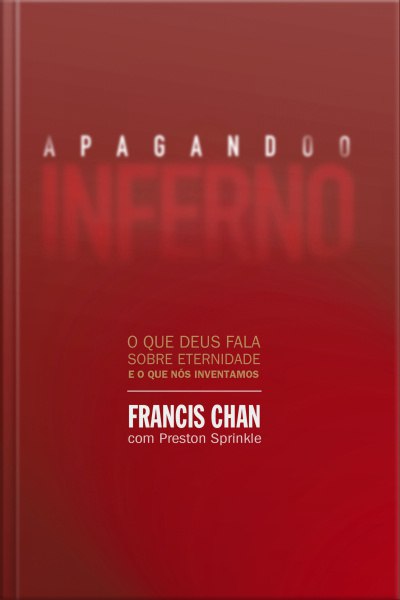 APAGANDO O
INFERNO
O QUE DEUS FALA
SOBRE ETERNIDADE
E O QUE NÓS INVENTAMOS
FRANCIS CHAN
com Preston Sprinkle